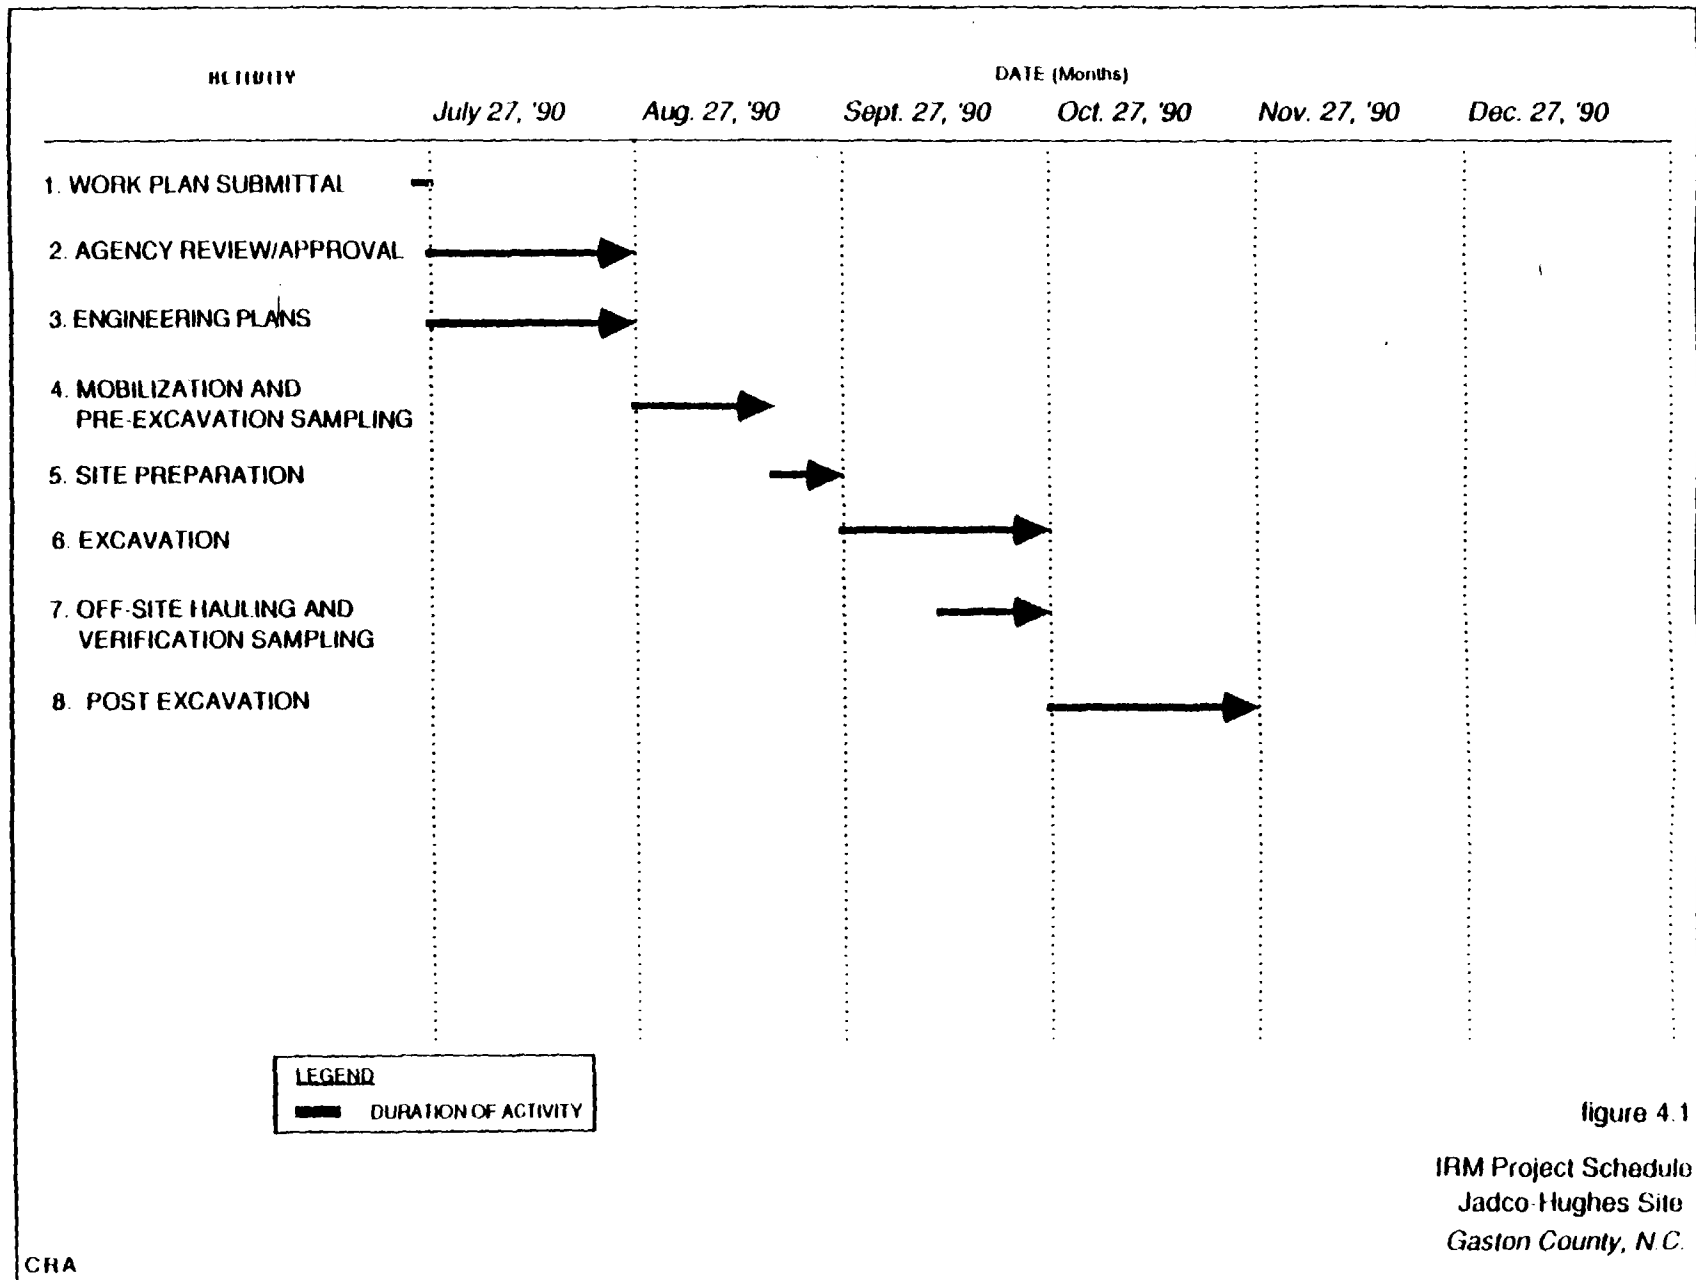 ACTIVITY
DATE (Months)
July 27, '90 Aug. 27, '90 Sept. 27, '90 Oct. 27, '90 Nov. 27, '90 Dec. 27, '90
1. WORK PLAN SUBMITTAL
2. AGENCY REVIEW/APPROVAL
3. ENGINEERING PLANS
4. MOBILIZATION AND
PRE-EXCAVATION SAMPLING
5. SITE PREPARATION
6. EXCAVATION
7. OFF-SITE HAULING AND
VERIFICATION SAMPLING
8. POST EXCAVATION
LEGEND
DURATION OF ACTIVITY
figure 4.1
IRM Project Schedule
Jadco-Hughes Site
Gaston County, N.C.
CRA